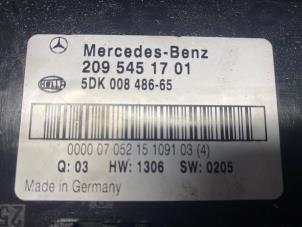 Mercedes-Benz
209 545 17 01
HELLA 5DK 008 486-65
0000 07 052 15 1091 03 (4)
Q: 03 HW: 1306 SW: 0205
Made in Germany
25